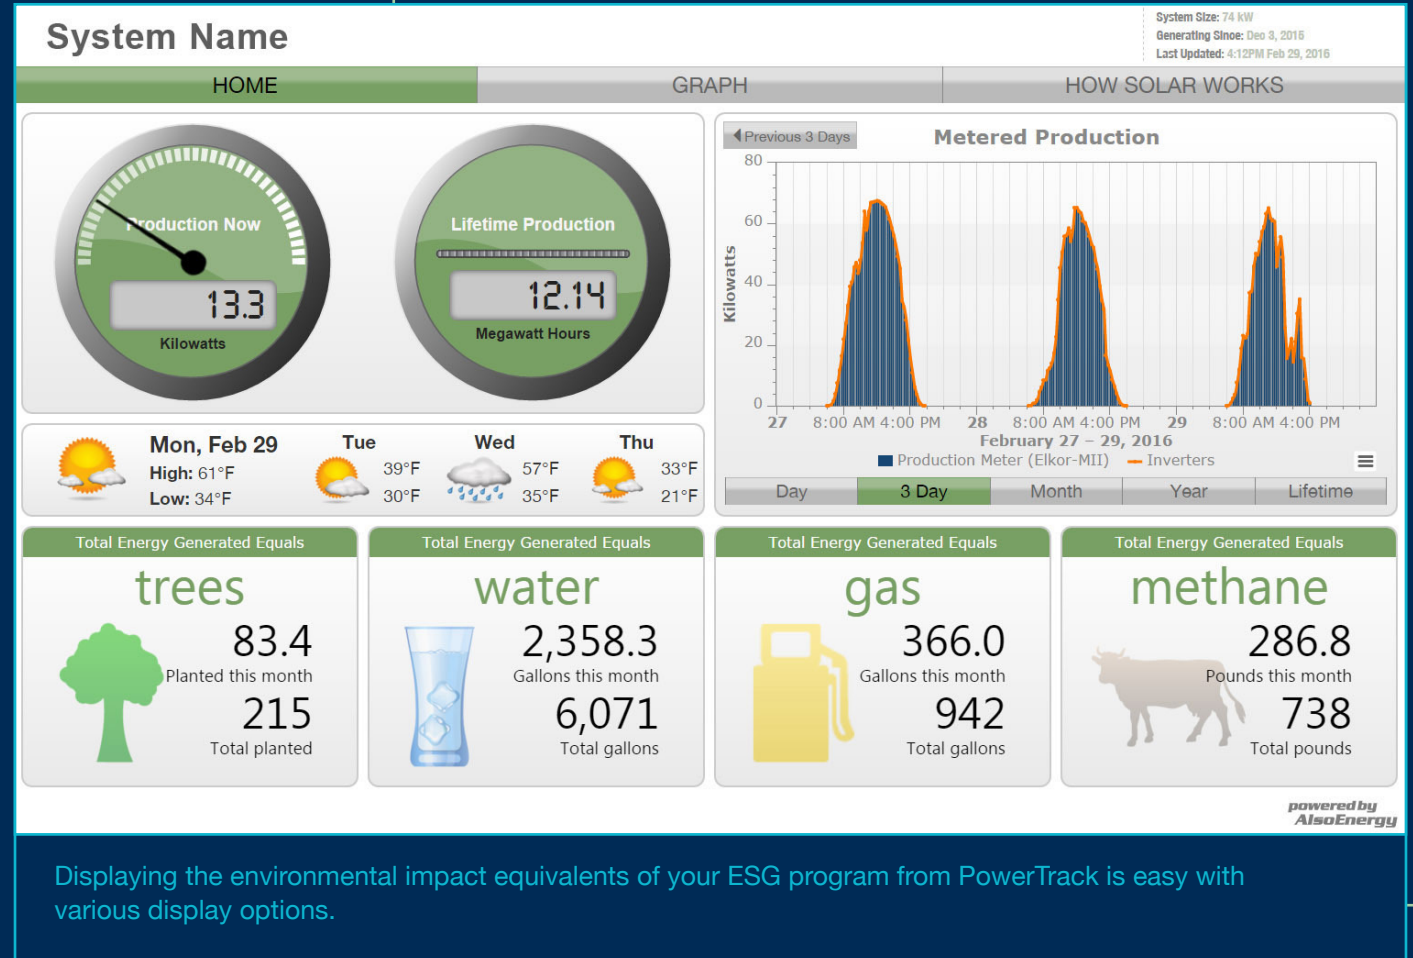 System Name
System Size: 74 kW
Generating Since: Dec 3, 2015
Last Updated: 4:12PM Feb 29, 2016
HOME
GRAPH
HOW SOLAR WORKS
Production Now
13.3
Kilowatts
Lifetime Production
12.14
Megawatt Hours
Previous 3 Days
Metered Production
80
60
40
20
0
Kilowatts
27 8:00 AM 4:00 PM 28 8:00 AM 4:00 PM 29 8:00 AM 4:00 PM
February 27 – 29, 2016
Production Meter (Elkor-MII) Inverters
Day
3 Day
Month
Year
Lifetime
Mon, Feb 29
High: 61°F
Low: 34°F
Tue
39°F
30°F
Wed
57°F
35°F
Thu
33°F
21°F
Total Energy Generated Equals
trees
83.4
Planted this month
215
Total planted
Total Energy Generated Equals
water
2,358.3
Gallons this month
6,071
Total gallons
Total Energy Generated Equals
gas
366.0
Gallons this month
942
Total gallons
Total Energy Generated Equals
methane
286.8
Pounds this month
738
Total pounds
powered by
AlsoEnergy
Displaying the environmental impact equivalents of your ESG program from PowerTrack is easy with
various display options.